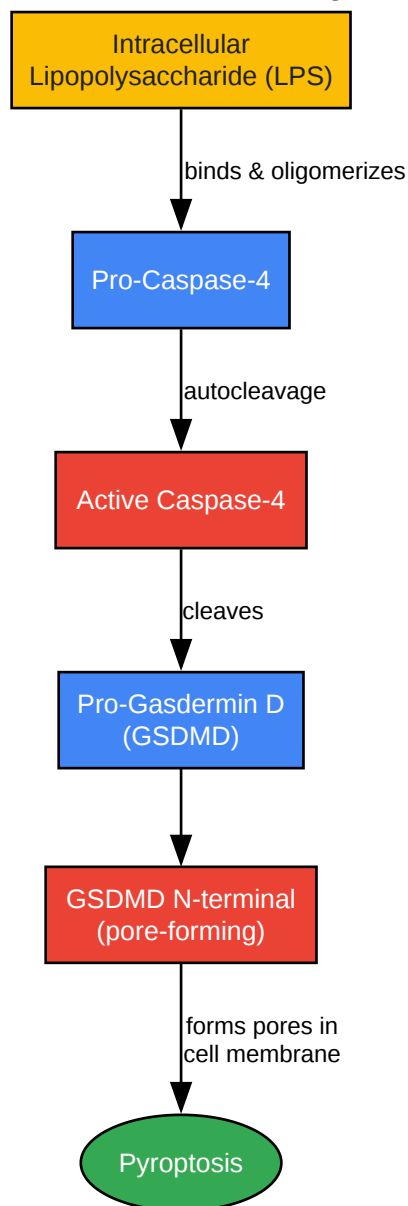 Intracellular
Lipopolysaccharide (LPS)
binds & oligomerizes
Pro-Caspase-4
autocleavage
Active Caspase-4
cleaves
Pro-Gasdermin D
(GSDMD)
GSDMD N-terminal
(pore-forming)
forms pores in
cell membrane
Pyroptosis